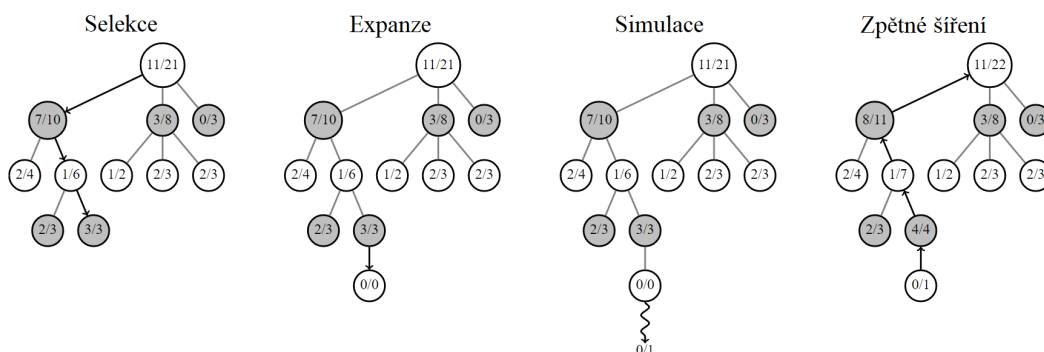 Selekce Expanze Simulace Zpětné šíření
11/21 11/21 11/21 11/22
7/10 3/8 0/3 7/10 3/8 0/3 7/10 3/8 0/3 8/11 3/8 0/3
2/4 1/6 1/2 2/3 2/3 2/4 1/6 1/2 2/3 2/3 2/4 1/6 1/2 2/3 2/3 2/4 1/7 1/2 2/3 2/3
2/3 3/3 2/3 3/3 2/3 3/3 2/3 4/4
0/0 0/0 0/1
0/1